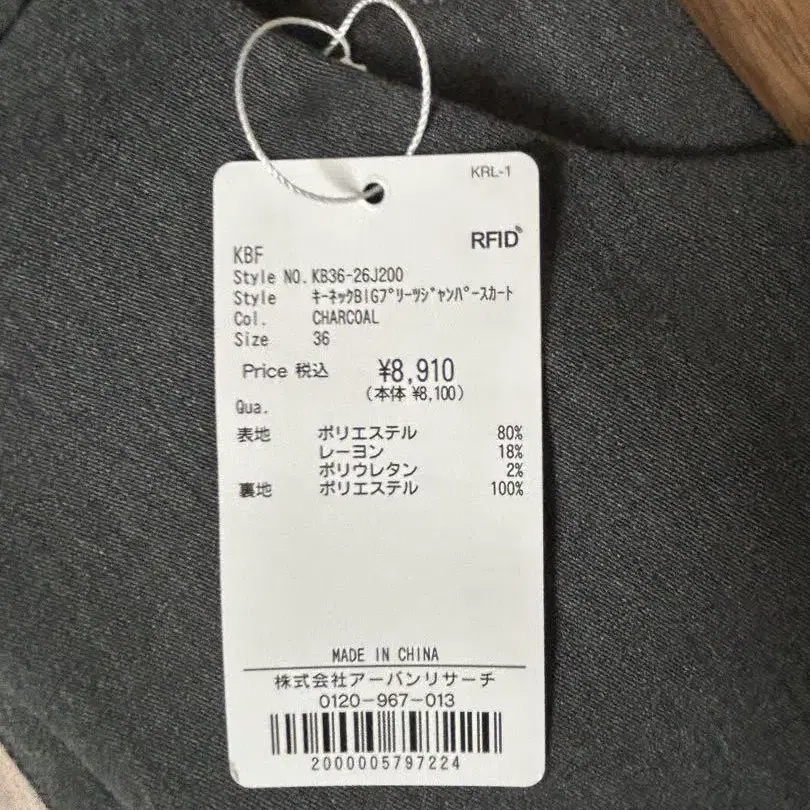 KRL-1
RFID
KBF
Style NO. KB36-26J200
Style ｷｰﾈｯｸBIGﾌﾟﾘｰﾂｼﾞｬﾝﾊﾟｰｽｶｰﾄ
Col. CHARCOAL
Size 36
Price 税込 ¥8,910
(本体 ¥8,100)
Qua.
表地 ポリエステル 80%
レーヨン 18%
ポリウレタン 2%
裏地 ポリエステル 100%
MADE IN CHINA
株式会社アーバンリサーチ
0120-967-013
2000005797224